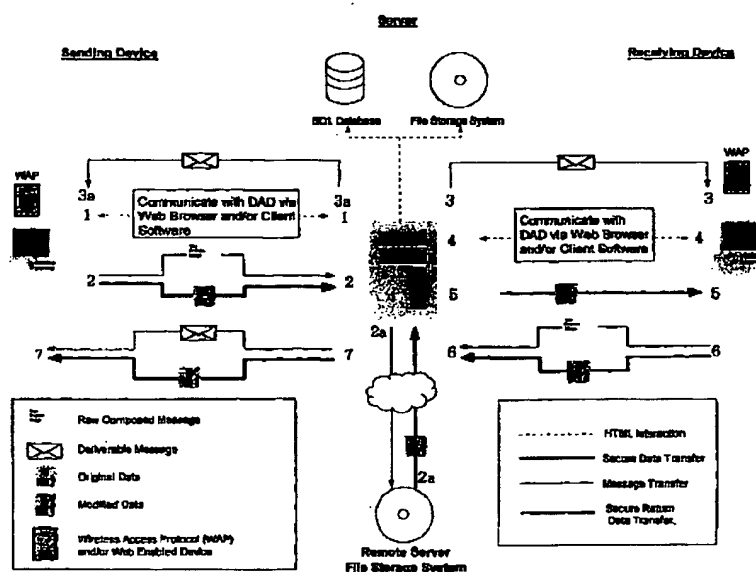 Server
Sending Device
Receiving Device
SQL Database
File Storage System
WAP
WAP
3a
3a
3
3
1
Communicate with
DAD via
Web Browser and/or Client
Software
1
4
Communicate with
DAD via Web Browser
and/or Client Software
4
2
2
5
5
7
7
2a
6
6
2a
Raw Composed Message
Deliverable Message
Original Data
Modified Data
Wireless Access Protocol (WAP)
and/or Web Enabled Device
HTML Interaction
Secure Data Transfer
Message Transfer
Secure Return
Data Transfer.
Remote Server
File Storage System